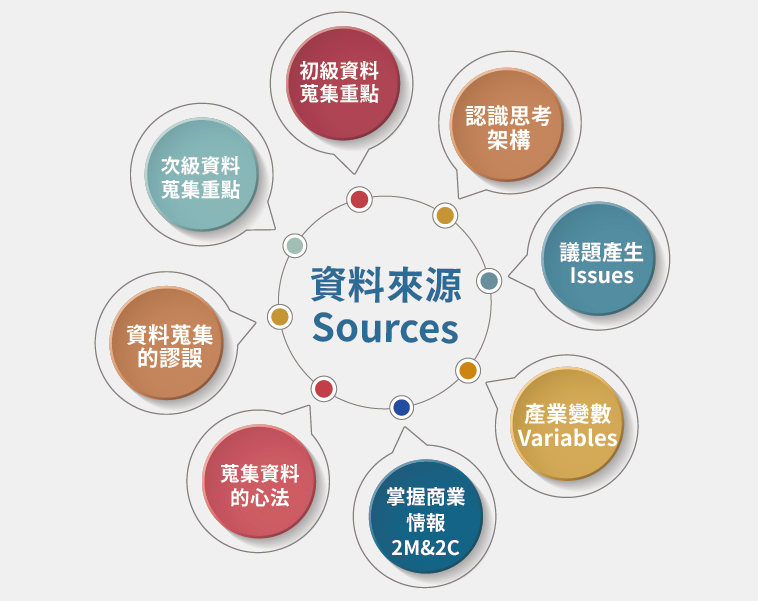 初級資料
蒐集重點
認識思考
架構
次級資料
蒐集重點
議題產生
Issues
資料來源
Sources
資料蒐集
的謬誤
產業變數
Variables
蒐集資料
的心法
掌握商業
情報
2M&2C